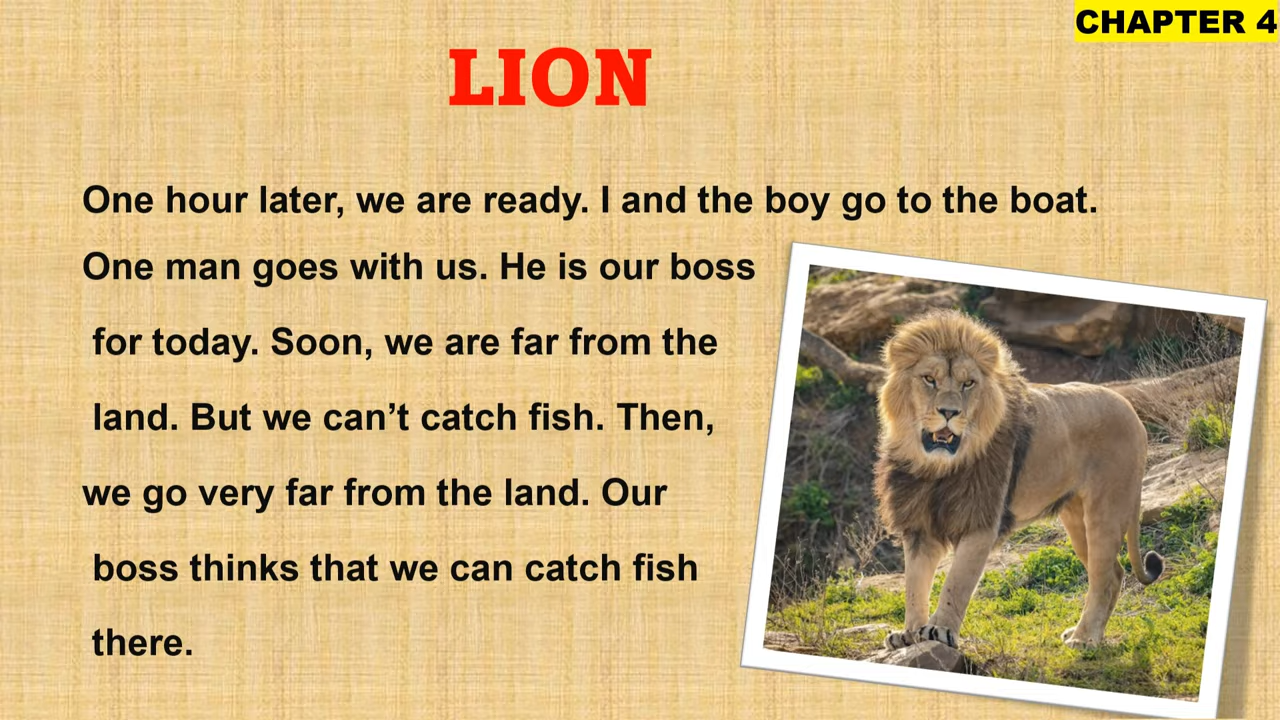 CHAPTER 4
LION
One hour later, we are ready. I and the boy go to the boat.
One man goes with us. He is our boss
for today. Soon, we are far from the
land. But we can’t catch fish. Then,
we go very far from the land. Our
boss thinks that we can catch fish
there.